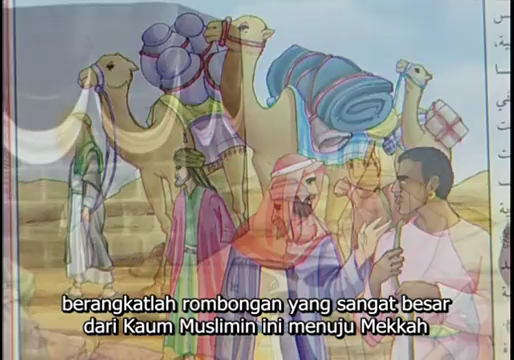 berangkatlah rombongan yang sangat besar
dari Kaum Muslimin ini menuju Mekkah